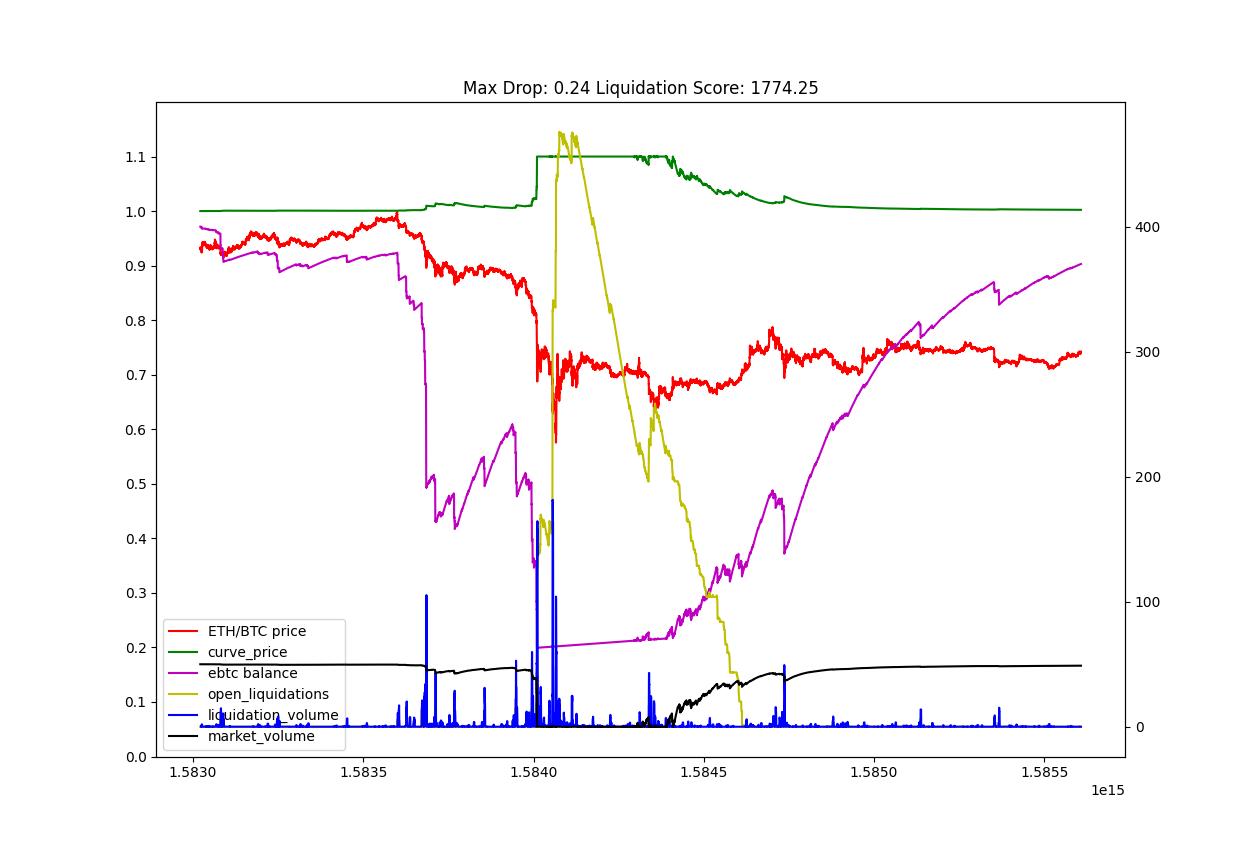 Max Drop: 0.24 Liquidation Score: 1774.25
1.1
1.0
0.9
0.8
0.7
0.6
0.5
0.4
0.3
0.2
0.1
0.0
400
300
200
100
0
ETH/BTC price
curve_price
ebtc balance
open_liquidations
liquidation_volume
market_volume
1.5830 1.5835 1.5840 1.5845 1.5850 1.5855
1e15